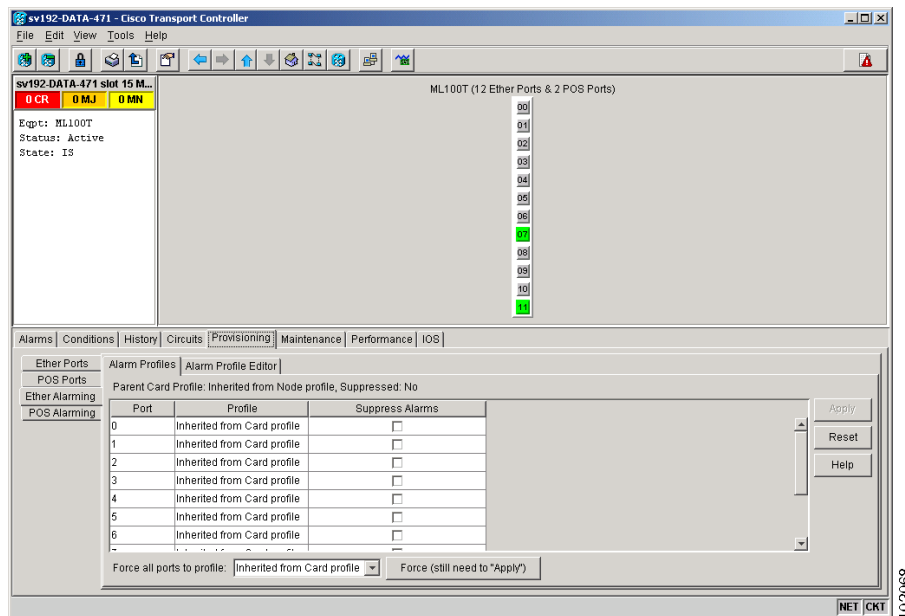 sv192-DATA-471 - Cisco Transport Controller
File Edit View Tools Help
sv192-DATA-471 slot 15 M...
0 CR 0 MJ 0 MN
Eqpt: ML100T
Status: Active
State: IS
ML100T (12 Ether Ports & 2 POS Ports)
00
01
02
03
04
05
06
07
08
09
10
11
Alarms Conditions History Circuits Provisioning Maintenance Performance IOS
Ether Ports
POS Ports
Ether Alarming
POS Alarming
Alarm Profiles Alarm Profile Editor
Parent Card Profile: Inherited from Node profile, Suppressed: No
Port Profile Suppress Alarms
0 Inherited from Card profile
1 Inherited from Card profile
2 Inherited from Card profile
3 Inherited from Card profile
4 Inherited from Card profile
5 Inherited from Card profile
6 Inherited from Card profile
Apply
Reset
Help
Force all ports to profile: Inherited from Card profile Force (still need to "Apply")
NET CKT